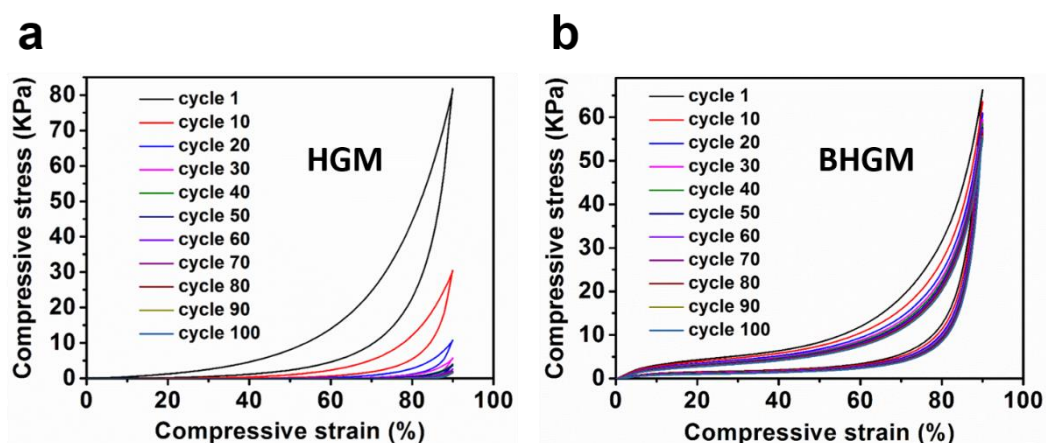 a
Compressive stress (KPa)
80
70
60
50
40
30
20
10
0
cycle 1
cycle 10
cycle 20
cycle 30
cycle 40
cycle 50
cycle 60
cycle 70
cycle 80
cycle 90
cycle 100
HGM
0 20 40 60 80 100
Compressive strain (%)
b
Compressive stress (KPa)
60
50
40
30
20
10
0
cycle 1
cycle 10
cycle 20
cycle 30
cycle 40
cycle 50
cycle 60
cycle 70
cycle 80
cycle 90
cycle 100
BHGM
0 20 40 60 80 100
Compressive strain (%)